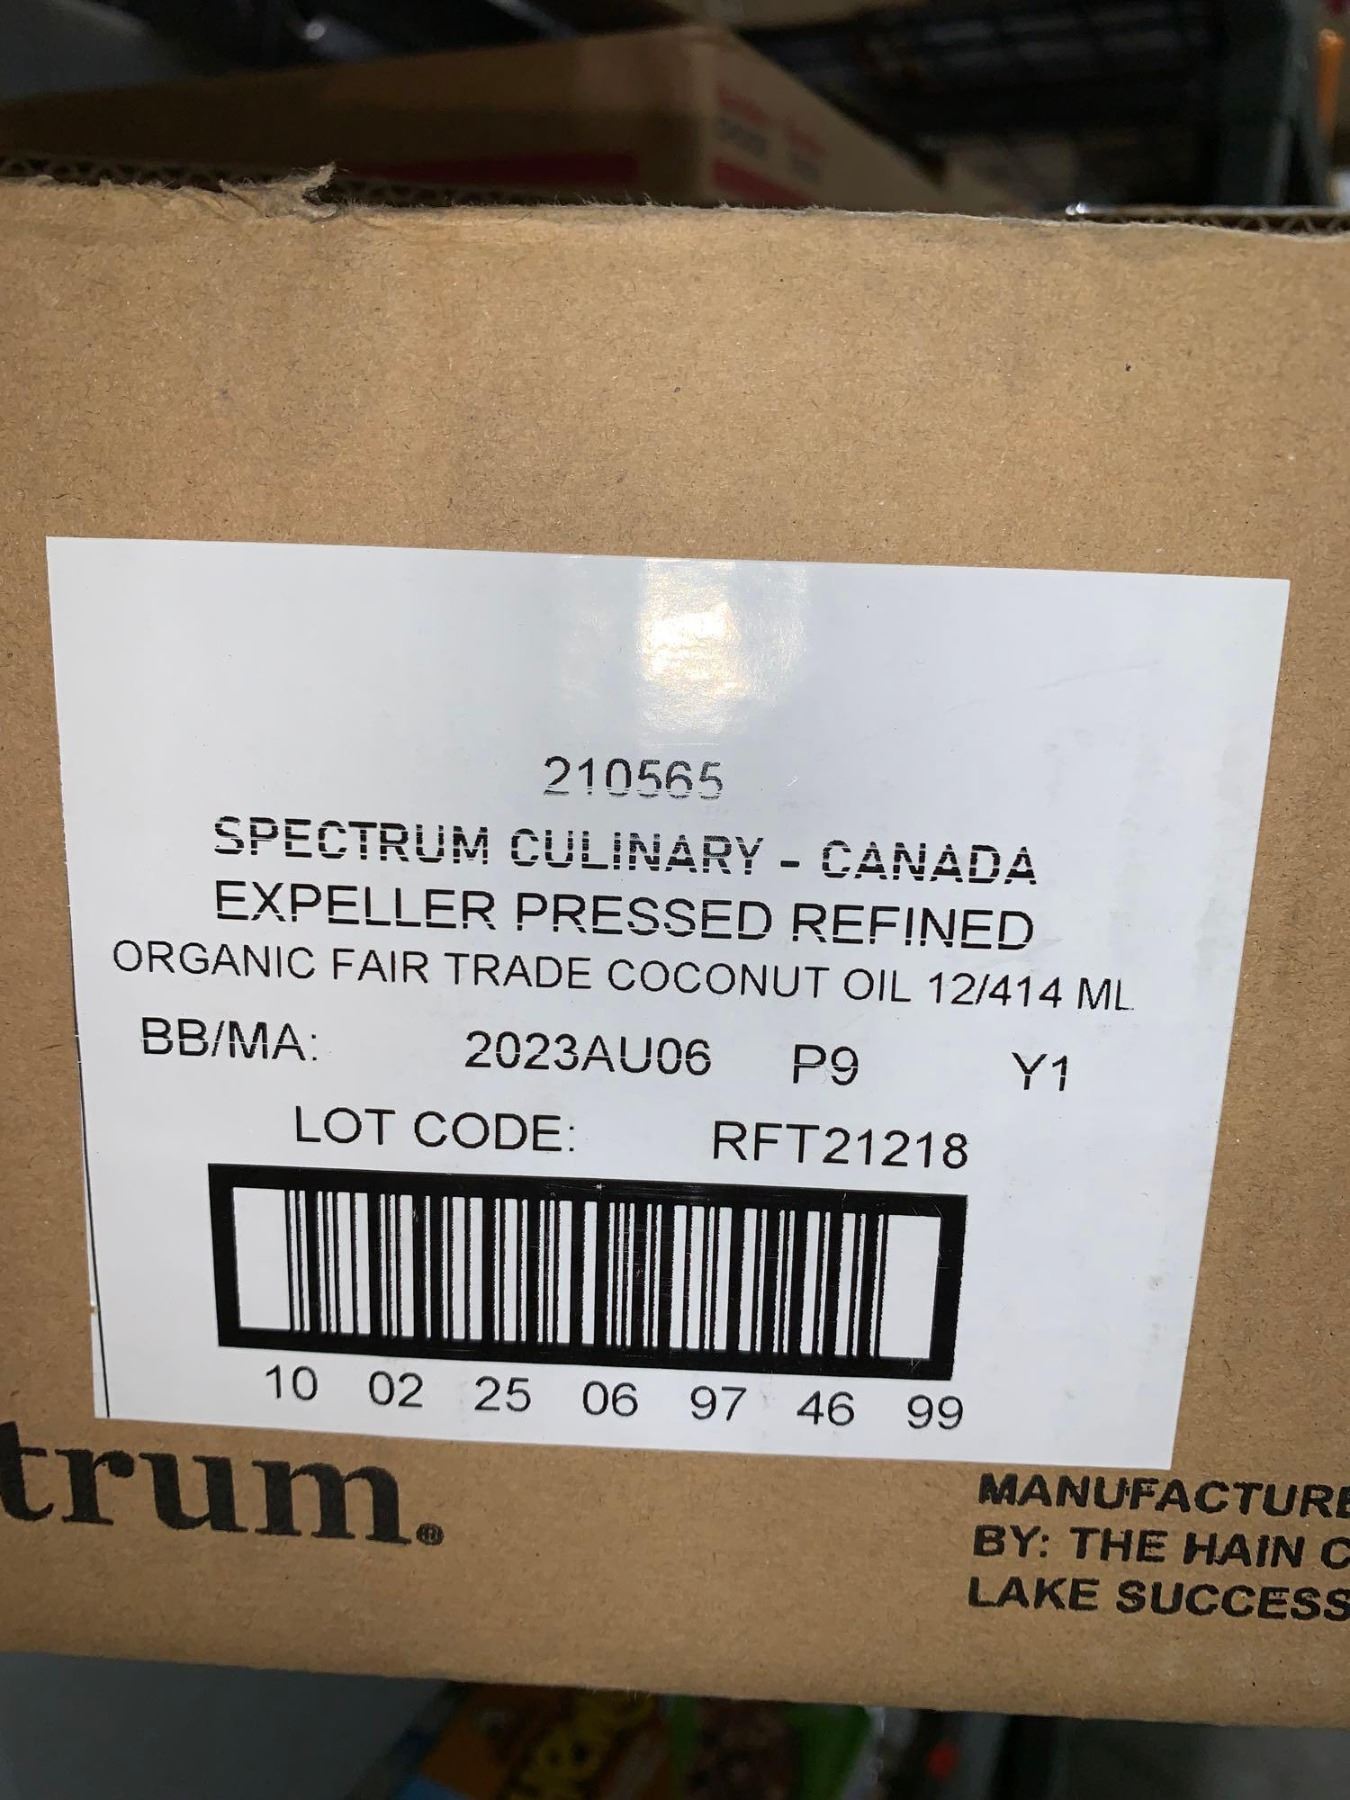 210565
SPECTRUM CULINARY - CANADA
EXPELLER PRESSED REFINED
ORGANIC FAIR TRADE COCONUT OIL 12/414 ML
BB/MA: 2023AU06 P9 Y1
LOT CODE: RFT21218
10 02 25 06 97 46 99
trum.®
MANUFACTURE
BY: THE HAIN C
LAKE SUCCESS